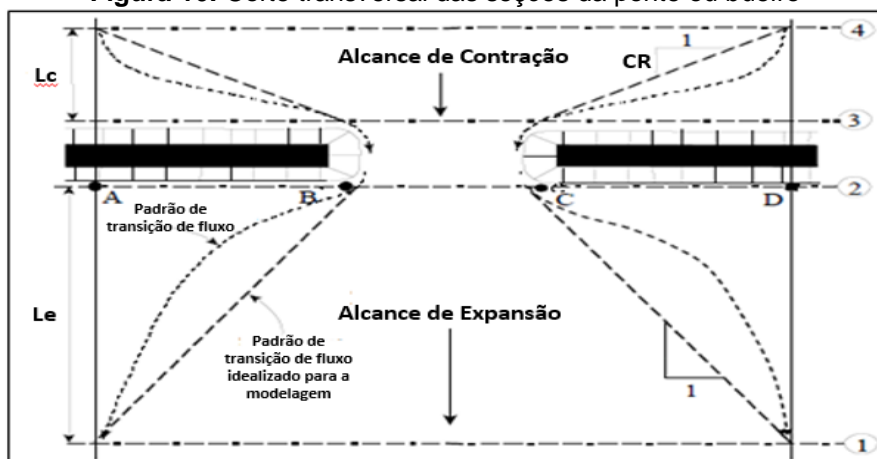 Figura 10. Corte transversal das seções da ponte ou bueiro
1
4
Alcance de Contração
CR
Lc
3
A
B
C
D
2
Padrão de
transição de fluxo
Le
Alcance de Expansão
Padrão de
transição de fluxo
idealizado para a
modelagem
1
1